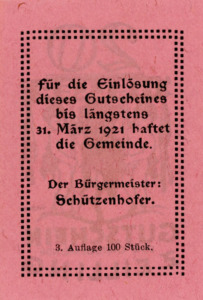 für die Einlösung
dieses Gutscheines
bis längstens
31. März 1921 haftet
die Gemeinde.
Der Bürgermeister:
Schützenhofer.
3. Auflage 100 Stück.